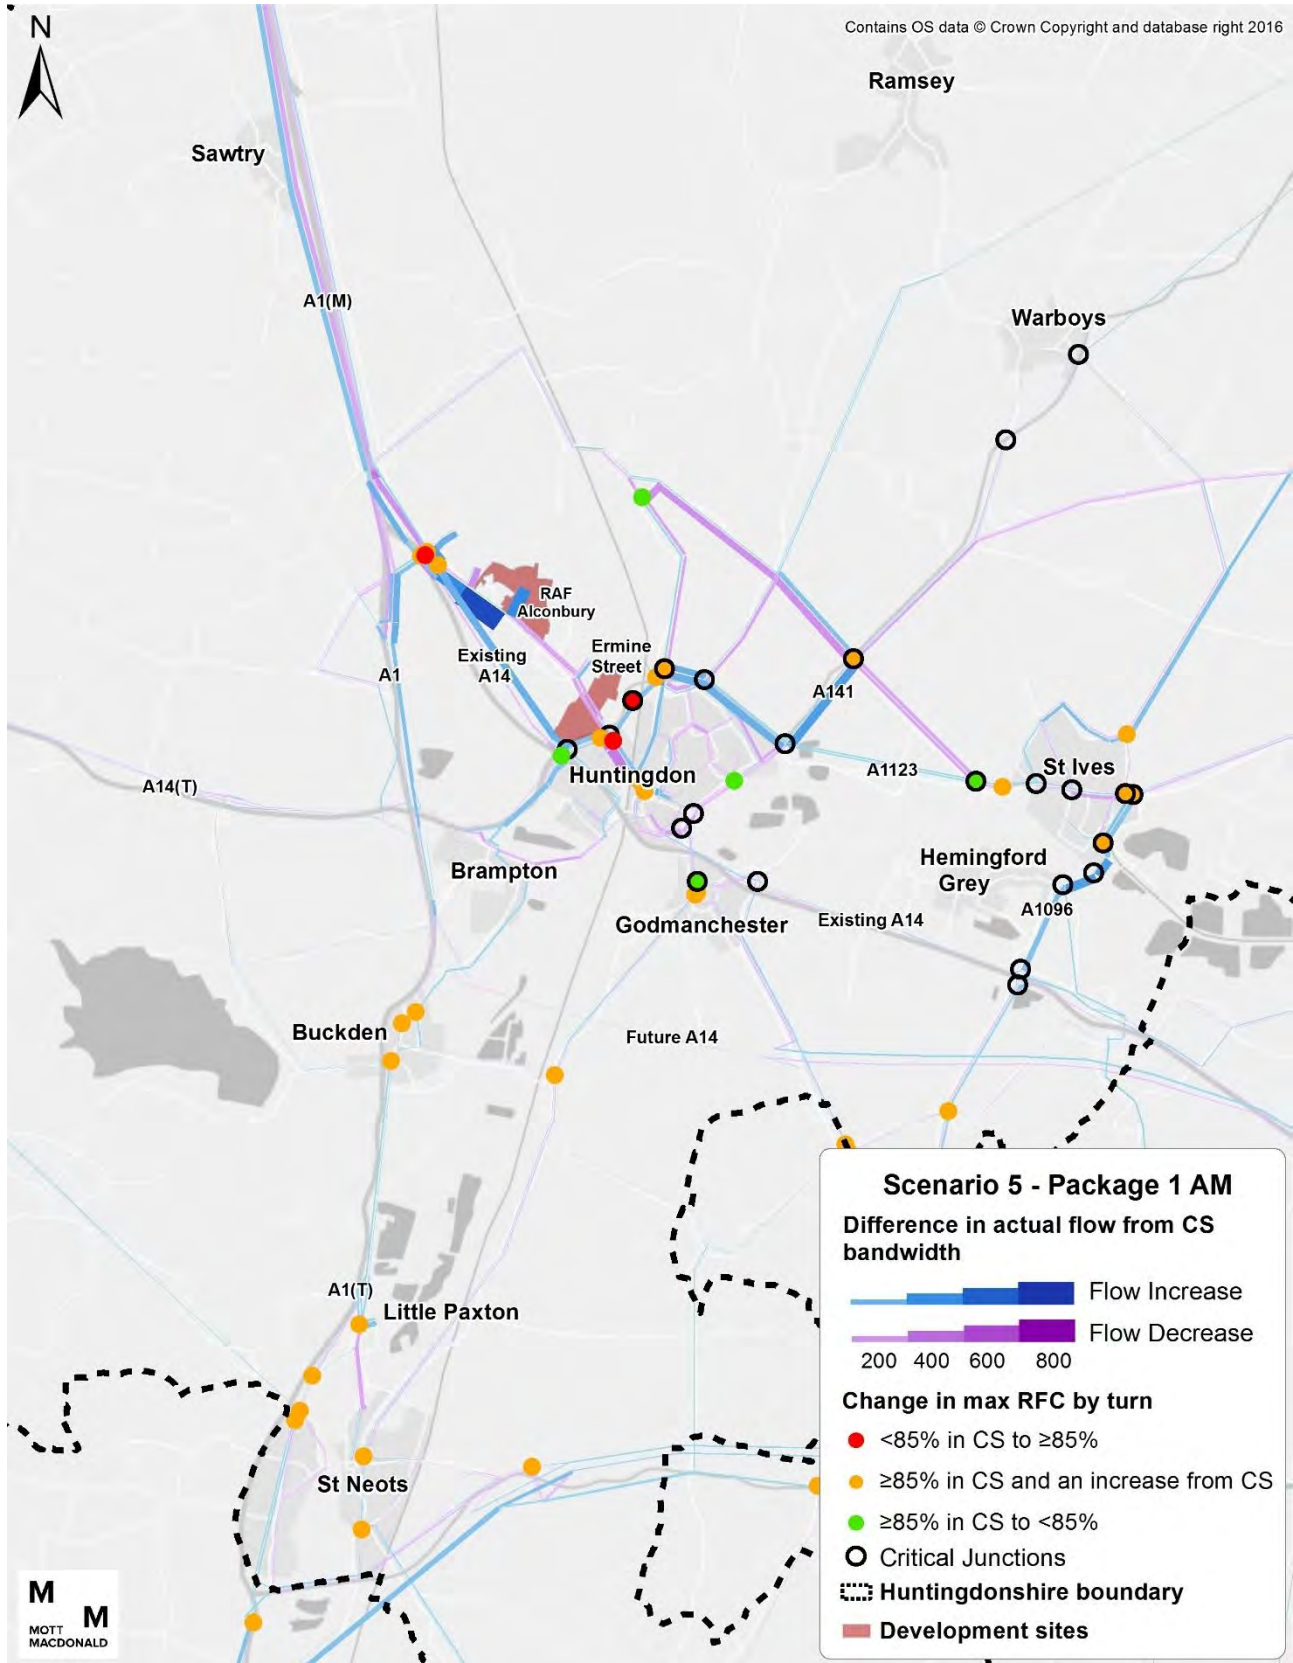 Contains OS data © Crown Copyright and database right 2016
N
Ramsey
Sawtry
A1(M)
Warboys
RAF
Alconbury
Ermine
Street
Existing
A14
A1
A141
A14(T)
Huntingdon
A1123
St Ives
Brampton
Hemingford
Grey
A1096
Godmanchester
Existing A14
Buckden
Future A14
A1(T)
Little Paxton
St Neots
Scenario 5 - Package 1 AM
Difference in actual flow from CS
bandwidth
Flow Increase
Flow Decrease
200 400 600 800
Change in max RFC by turn
<85% in CS to ≥85%
≥85% in CS and an increase from CS
≥85% in CS to <85%
Critical Junctions
Huntingdonshire boundary
Development sites
M
M
MOTT
MACDONALD